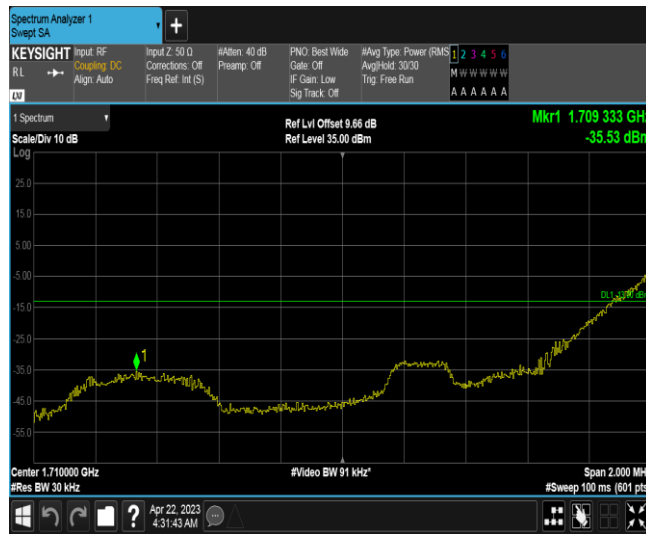 Spectrum Analyzer 1
Swept SA
+
KEYSIGHT Input: RF Input Z: 50 Ω #Atten: 40 dB PNO: Best Wide #Avg Type: Power (RMS 1 2 3 4 5 6
RL Coupling: DC Corrections: Off Preamp: Off Gate: Off Avg|Hold: 30/30 M W W W W W
Align: Auto Freq Ref: Int (S) IF Gain: Low Trig: Free Run
LXI Sig Track: Off A A A A A A
1 Spectrum Ref Lvl Offset 9.66 dB Mkr1 1.709 333 GHz
Scale/Div 10 dB Ref Level 35.00 dBm -35.53 dBm
Log
25.0
15.0
5.00
-5.00
DL1 -13.00 dBm
-15.0
-25.0
1
-35.0
-45.0
-55.0
Center 1.710000 GHz #Video BW 91 kHz* Span 2.000 MH
#Res BW 30 kHz #Sweep 100 ms (601 pts
? Apr 22, 2023
4:31:43 AM